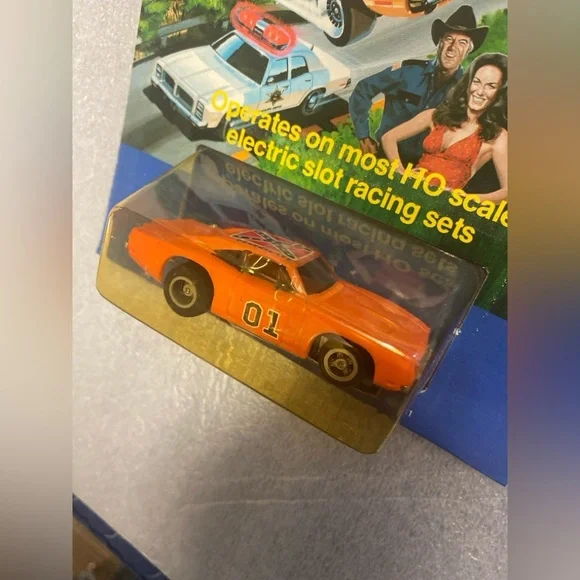 Operates on most HO scale
electric slot racing sets
01